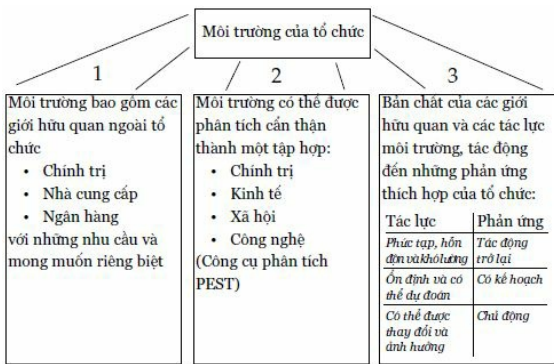 Môi trường của tổ chức
1
Môi trường bao gồm các
giới hữu quan ngoài tổ
chức
• Chính trị
• Nhà cung cấp
• Ngân hàng
với những nhu cầu và
mong muốn riêng biệt
2
Môi trường có thể được
phân tích cẩn thận
thành một tập hợp:
• Chính trị
• Kinh tế
• Xã hội
• Công nghệ
(Công cụ phân tích
PEST)
3
Bản chất của các giới
hữu quan và các tác lực
môi trường, tác động
đến những phản ứng
thích hợp của tổ chức:
Tác lực Phản ứng
Phức tạp, hỗn Tác động
độn và khó lường trở lại
Ổn định và có Có kế hoạch
thể dự đoán
Có thể được Chủ động
thay đổi và
ảnh hưởng